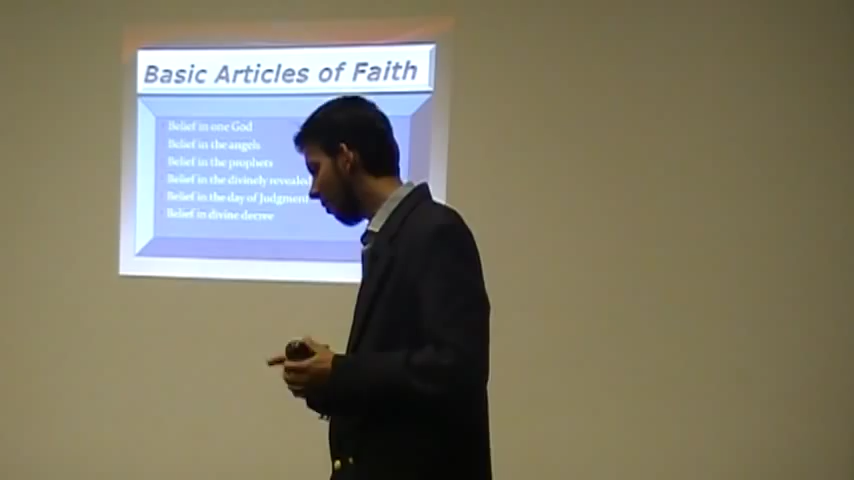 Basic Articles of Faith
Belief in one God
Belief in the angels
Belief in the prophets
Belief in the divinely revealed
Belief in the day of Judgment
Belief in divine decree